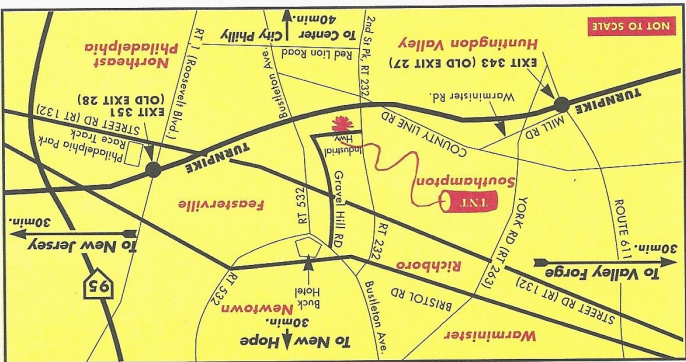 Warminister
To New Hope
30min.
Newtown
Buck
Hotel
Bustleton Ave.
BRISTOL RD
STREET RD (RT 132)
RT 532
95
To Valley Forge
30min.
Richboro
To New Jersey
30min.
ROUTE 611
YORK RD (RT 263)
RT 232
Gravel Hill RD
RT 532
Feasterville
TNT
Southampton
Industrial
Hwy
TURNPIKE
Philadelphia Park
Race Track
MILL RD
COUNTY LINE RD
STREET RD (RT 132)
TURNPIKE
Warminister Rd.
EXIT 351
(OLD EXIT 28)
EXIT 343 (OLD EXIT 27)
Huntingdon Valley
2nd St Pk, RT 232
Red Lion Road
Bustleton Ave.
RT 1 (Roosevelt Blvd.)
Northeast
Philadelphia
To Center City Philly
40min.
NOT TO SCALE